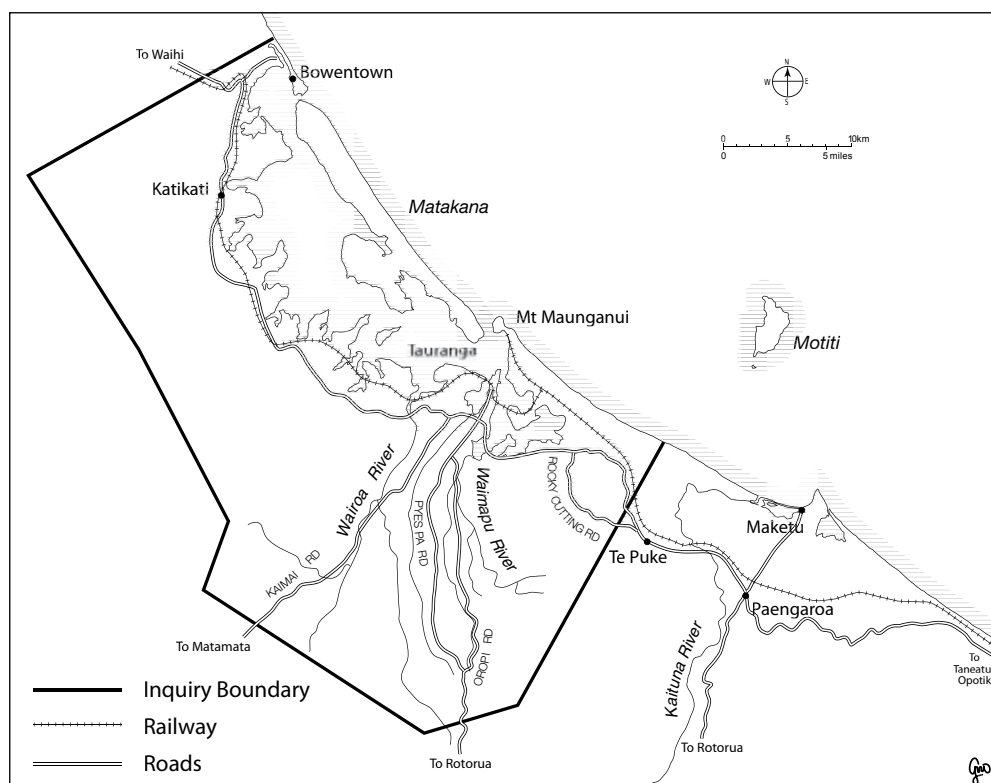 To Waihi
Bowentown
N
W E
S
0 5 10km
0 5 miles
Katikati
Matakana
Mt Maunganui
Motiti
Tauranga
Wairoa River
PYES PA RD
Waimapu River
ROCKY CUTTING RD
Maketu
Te Puke
KAIMAI RD
Paengaroa
To Matamata
OROPI RD
Kaituna River
To
Taneatu
Opotik
Inquiry Boundary
Railway
Roads
To Rotorua
To Rotorua